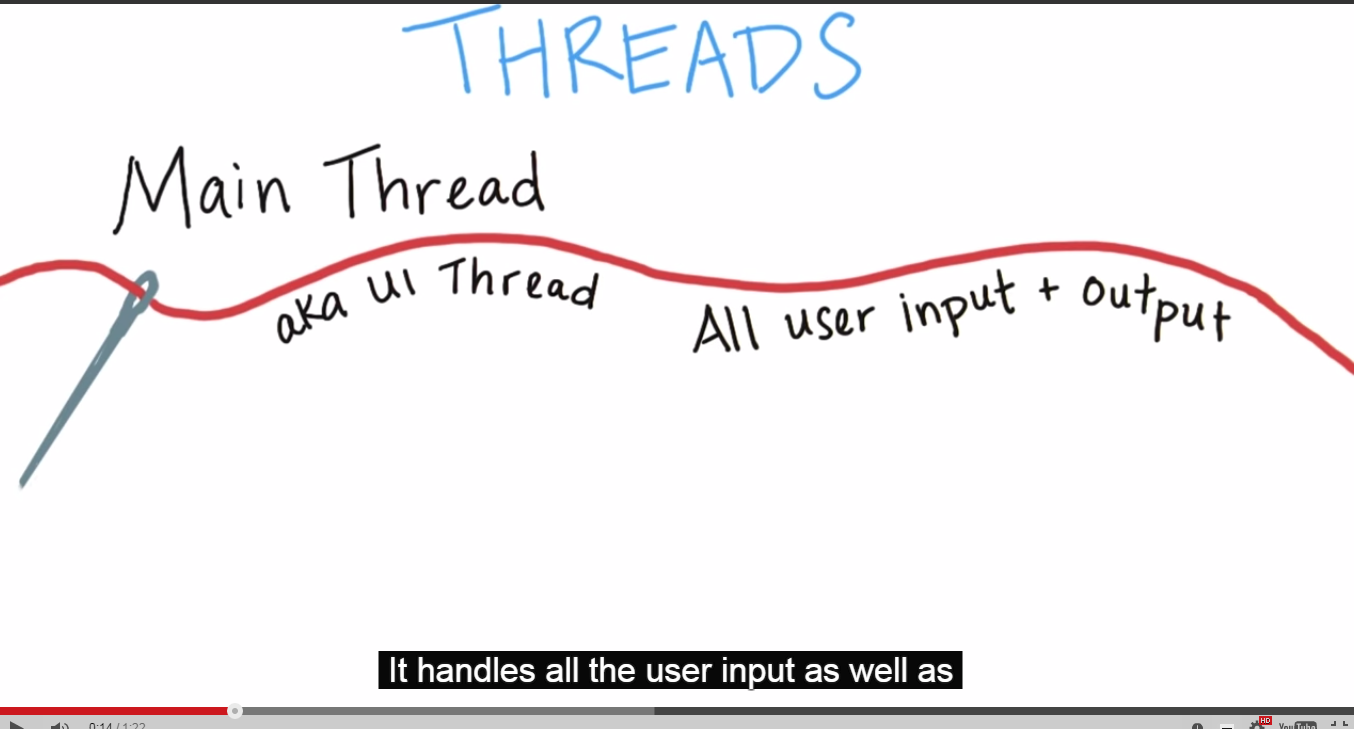 THREADS
Main Thread
aka UI Thread
All user input + output
It handles all the user input as well as
0:14 / 1:22
HD
YouTube